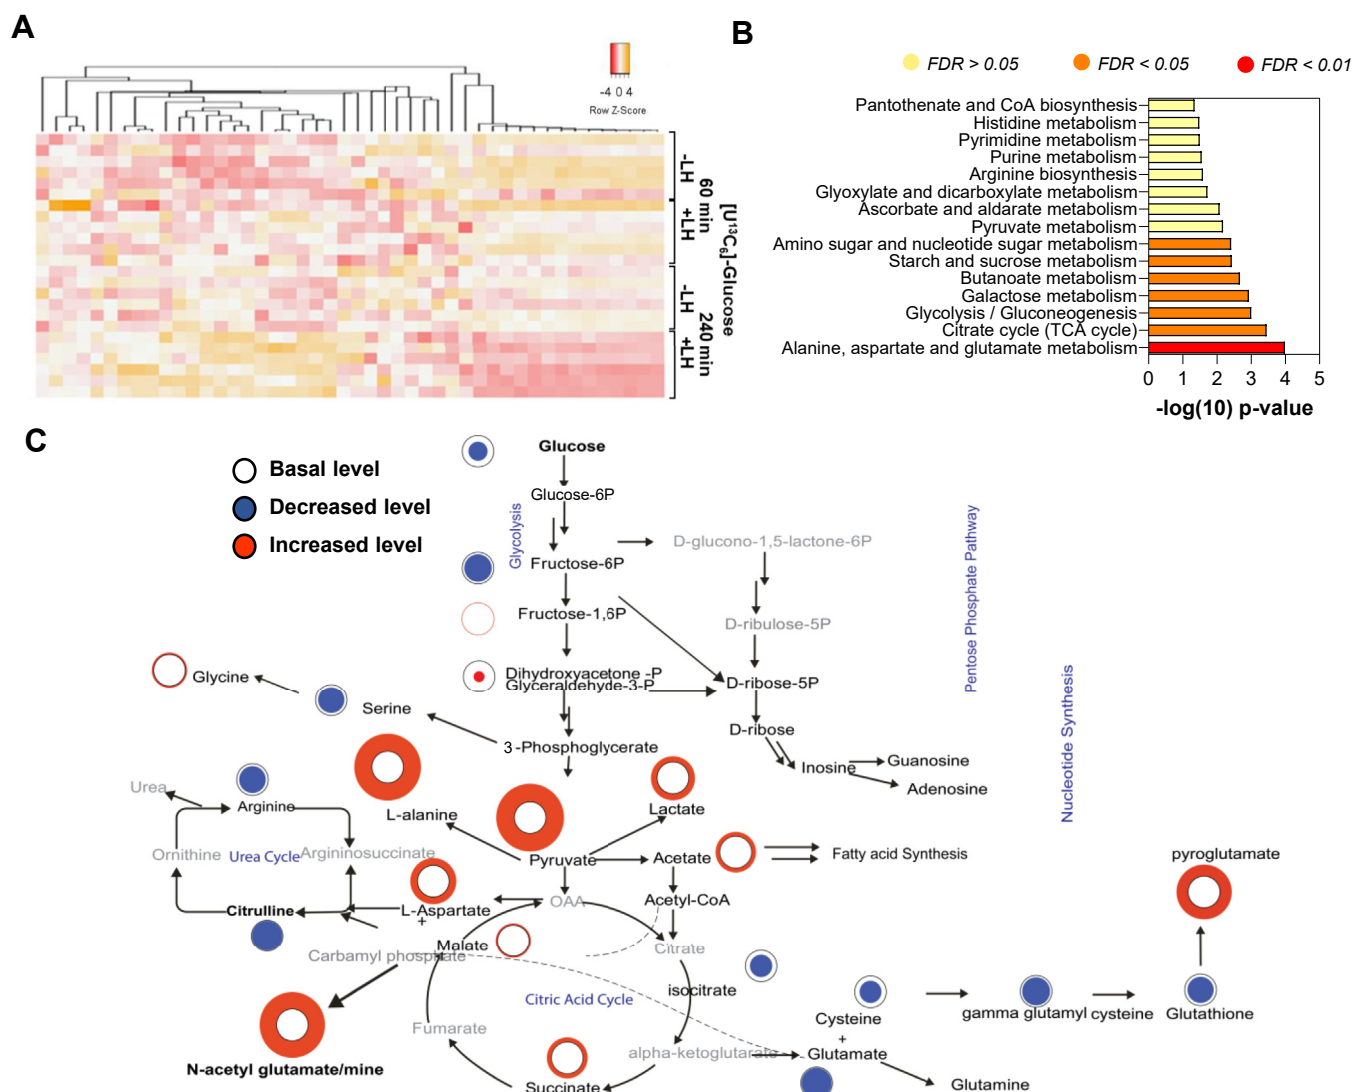 A
-4 0 4
Row Z-Score
-LH
+LH
-LH
+LH
60 min
240 min
[U13C6]-Glucose
B
FDR > 0.05
FDR < 0.05
FDR < 0.01
Pantothenate and CoA biosynthesis
Histidine metabolism
Pyrimidine metabolism
Purine metabolism
Arginine biosynthesis
Glyoxylate and dicarboxylate metabolism
Ascorbate and aldarate metabolism
Pyruvate metabolism
Amino sugar and nucleotide sugar metabolism
Starch and sucrose metabolism
Butanoate metabolism
Galactose metabolism
Glycolysis / Gluconeogenesis
Citrate cycle (TCA cycle)
Alanine, aspartate and glutamate metabolism
0 1 2 3 4 5
-log(10) p-value
C
Basal level
Decreased level
Increased level
Glucose
Glucose-6P
Glycolysis
Fructose-6P
D-glucono-1,5-lactone-6P
Pentose Phosphate Pathway
Fructose-1,6P
D-ribulose-5P
Dihydroxyacetone -P
Glyceraldehyde-3-P
D-ribose-5P
Glycine
Serine
D-ribose
Nucleotide Synthesis
3-Phosphoglycerate
Inosine
Guanosine
Adenosine
Urea
Arginine
L-alanine
Lactate
Ornithine
Urea Cycle
Argininosuccinate
Pyruvate
Acetate
Fatty acid Synthesis
pyroglutamate
Citrulline
L-Aspartate
+
OAA
Acetyl-CoA
Carbamyl phosphate
Malate
Citrate
isocitrate
Citric Acid Cycle
Cysteine
+
gamma glutamyl cysteine
Glutathione
Fumarate
alpha-ketoglutarate
Glutamate
N-acetyl glutamate/mine
Succinate
Glutamine